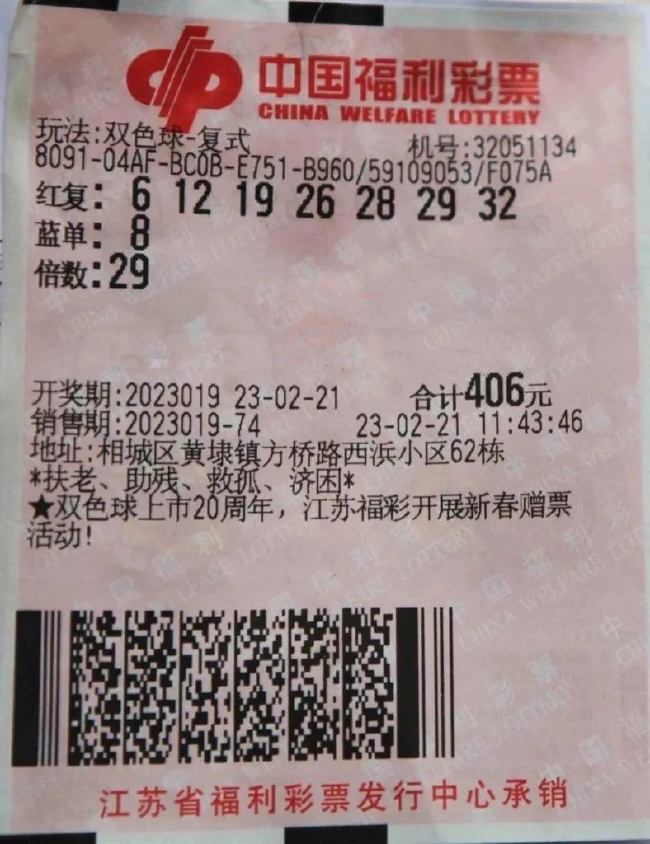 中国福利彩票
CHINA WELFARE LOTTERY
玩法:双色球-复式 机号:32051134
8091-04AF-BC0B-E751-B960/59109053/F075A
红复: 6 12 19 26 28 29 32
蓝单: 8
倍数:29
开奖期:2023019 23-02-21 合计406元
销售期:2023019-74 23-02-21 11:43:46
地址:相城区黄埭镇方桥路西浜小区62栋
*扶老、助残、救孤、济困*
★双色球上市20周年，江苏福彩开展新春赠票
活动!
江苏省福利彩票发行中心承销